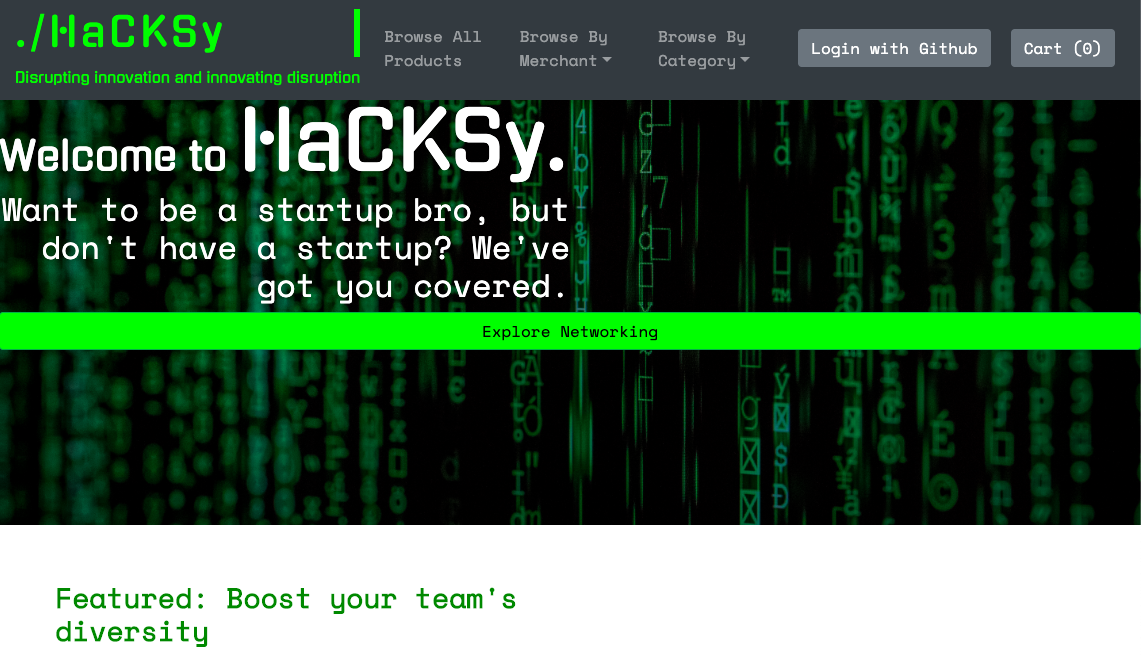 ./HaCKSy
Disrupting innovation and innovating disruption
Browse All
Products
Browse By
Merchant
Browse By
Category
Login with Github
Cart (0)
Welcome to HaCKSy.
Want to be a startup bro, but
don't have a startup? We've
got you covered.
Explore Networking
Featured: Boost your team's
diversity